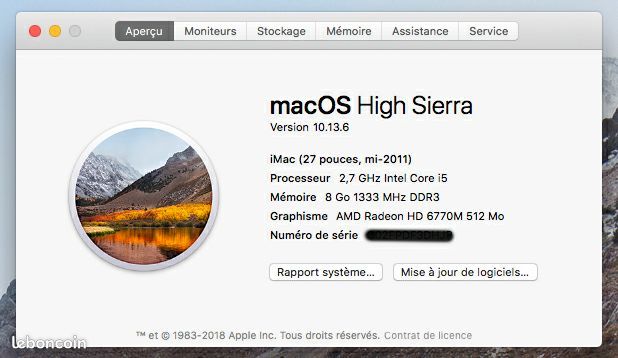 Aperçu Moniteurs Stockage Mémoire Assistance Service
macOS High Sierra
Version 10.13.6
iMac (27 pouces, mi-2011)
Processeur 2,7 GHz Intel Core i5
Mémoire 8 Go 1333 MHz DDR3
Graphisme AMD Radeon HD 6770M 512 Mo
Numéro de série
Rapport système... Mise à jour de logiciels...
™ et © 1983-2018 Apple Inc. Tous droits réservés. Contrat de licence
leboncoin